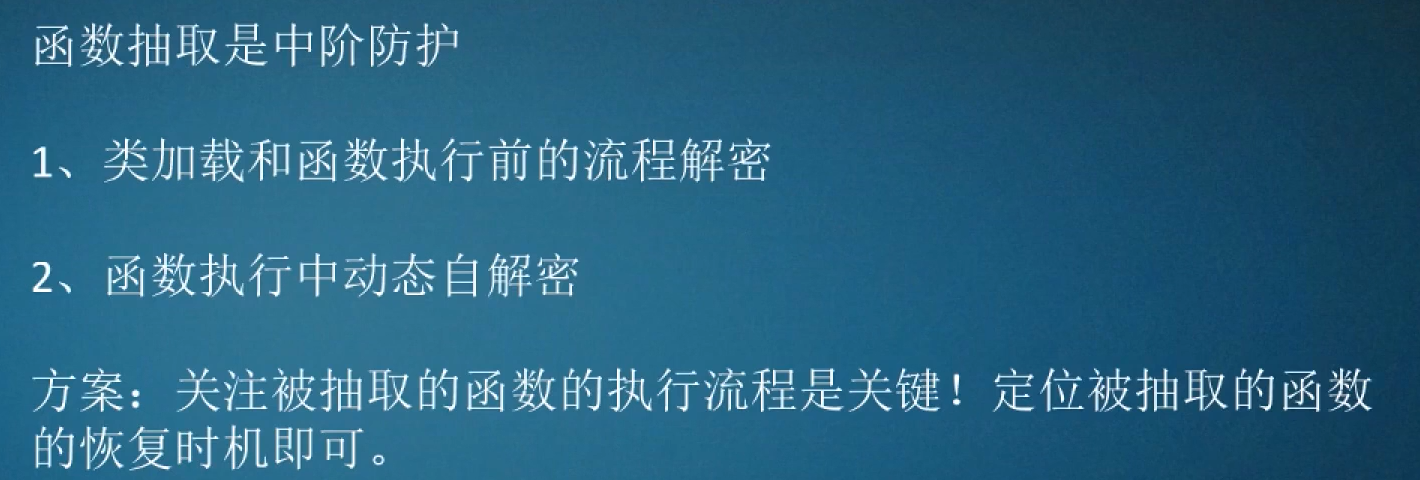 函数抽取是中阶防护
1、类加载和函数执行前的流程解密
2、函数执行中动态自解密
方案：关注被抽取的函数的执行流程是关键！定位被抽取的函数
的恢复时机即可。